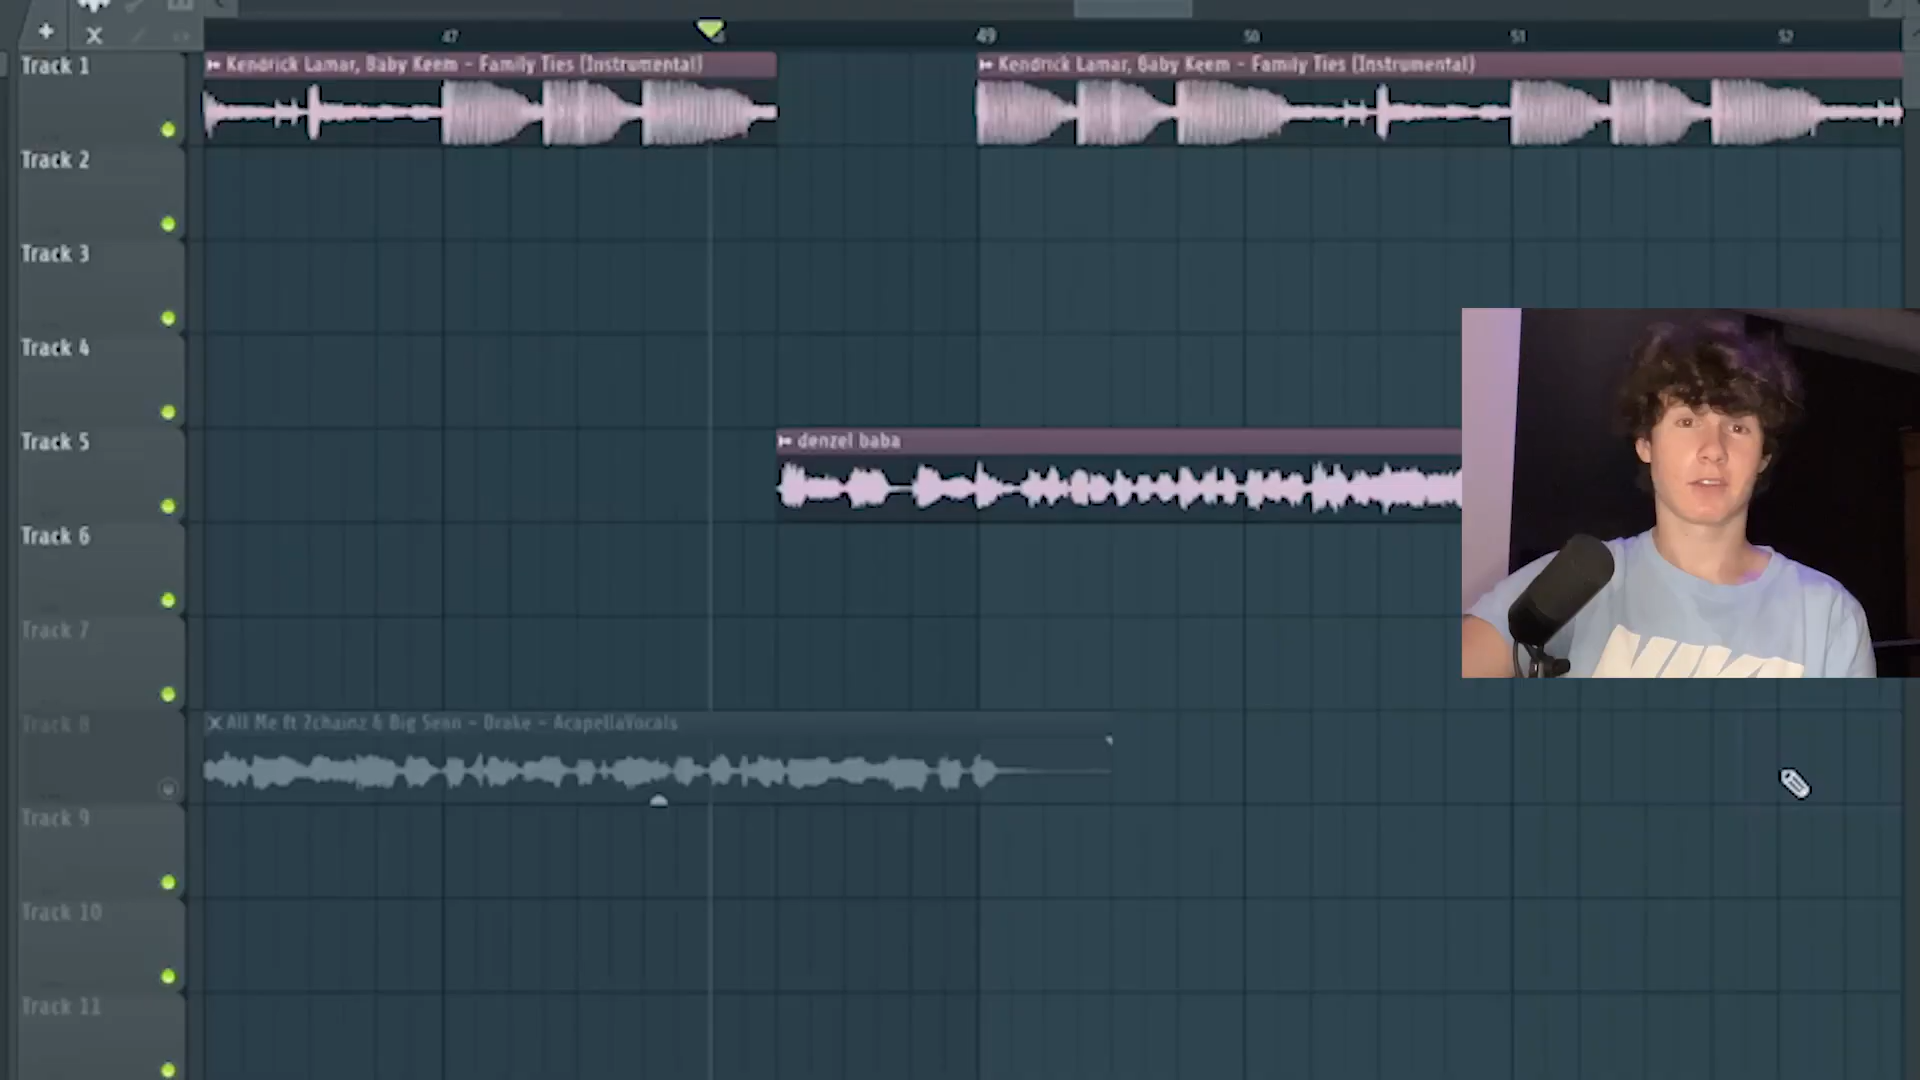 47
49
50
51
52
Track 1
Kendrick Lamar, Baby Keem - Family Ties (Instrumental)
Kendrick Lamar, Baby Keem - Family Ties (Instrumental)
Track 2
Track 3
Track 4
Track 5
denzel baba
Track 6
Track 7
Track 8
All Me ft 2chainz & Big Sean - Drake - AcapellaVocals
Track 9
Track 10
Track 11